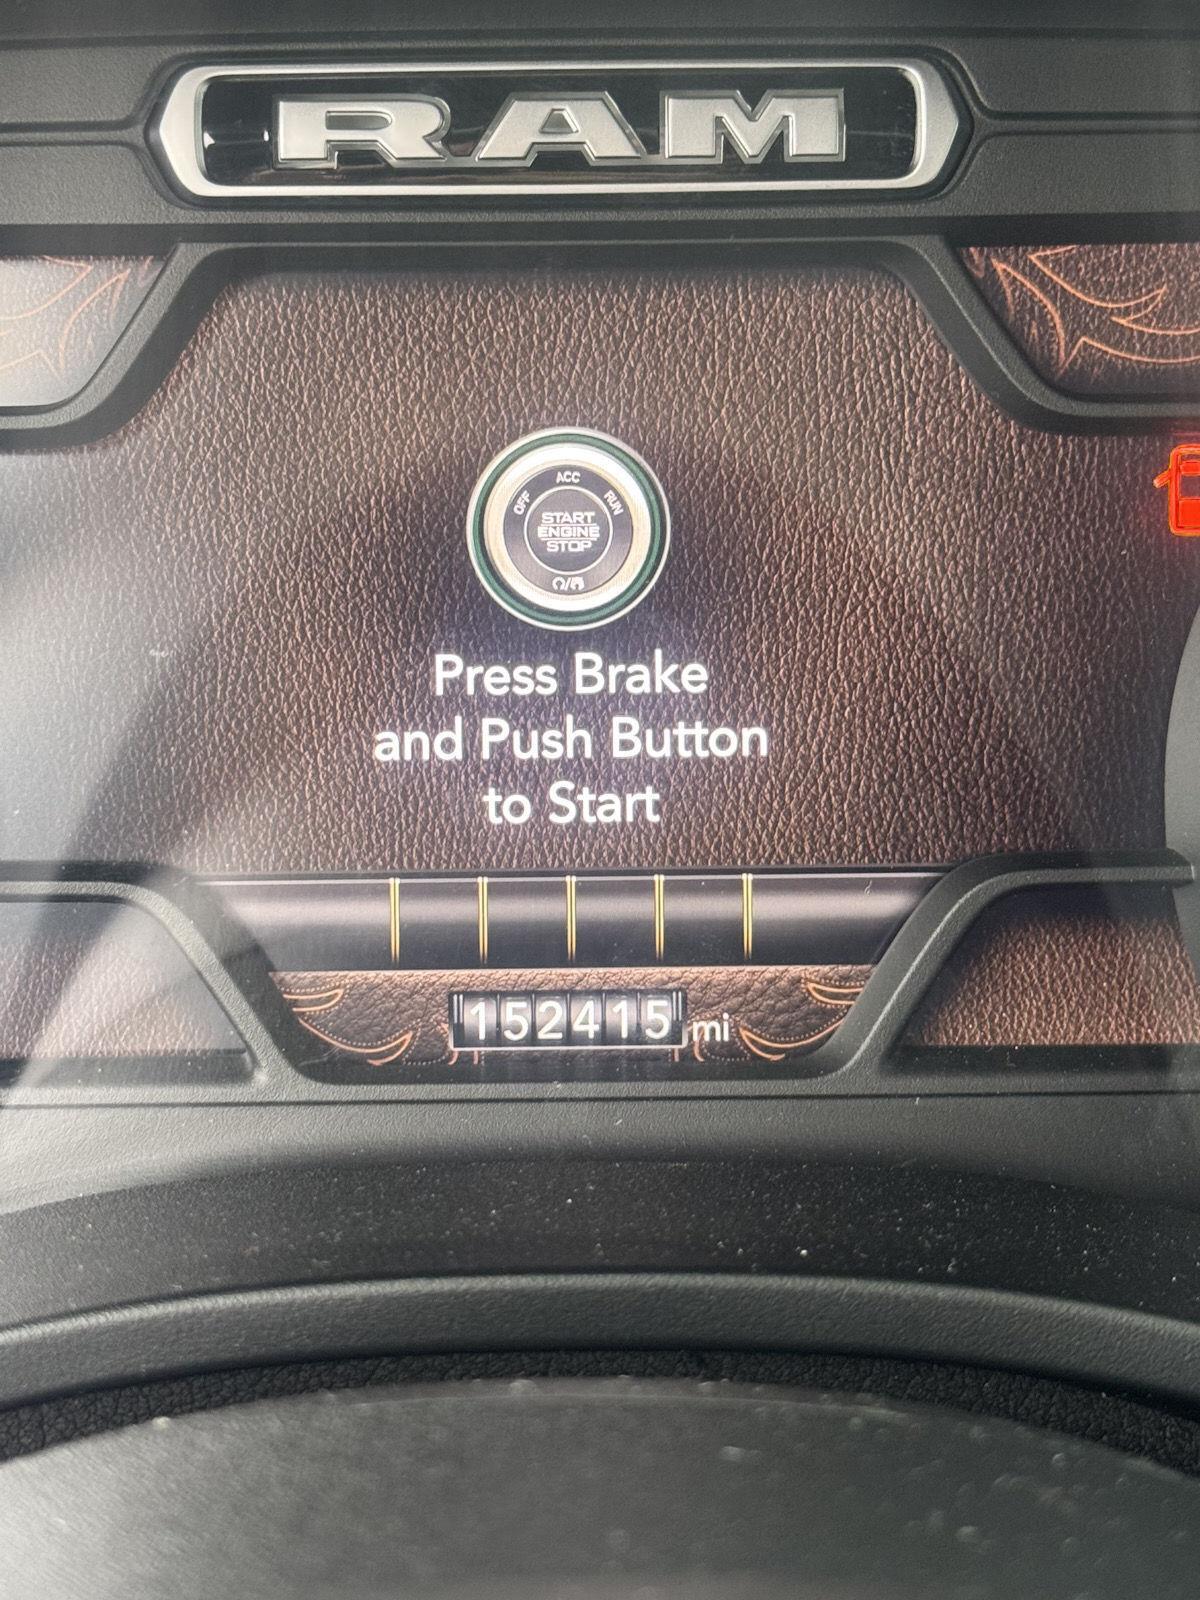 RAM
OFF
ACC
RUN
START
ENGINE
STOP
Press Brake
and Push Button
to Start
152415 mi